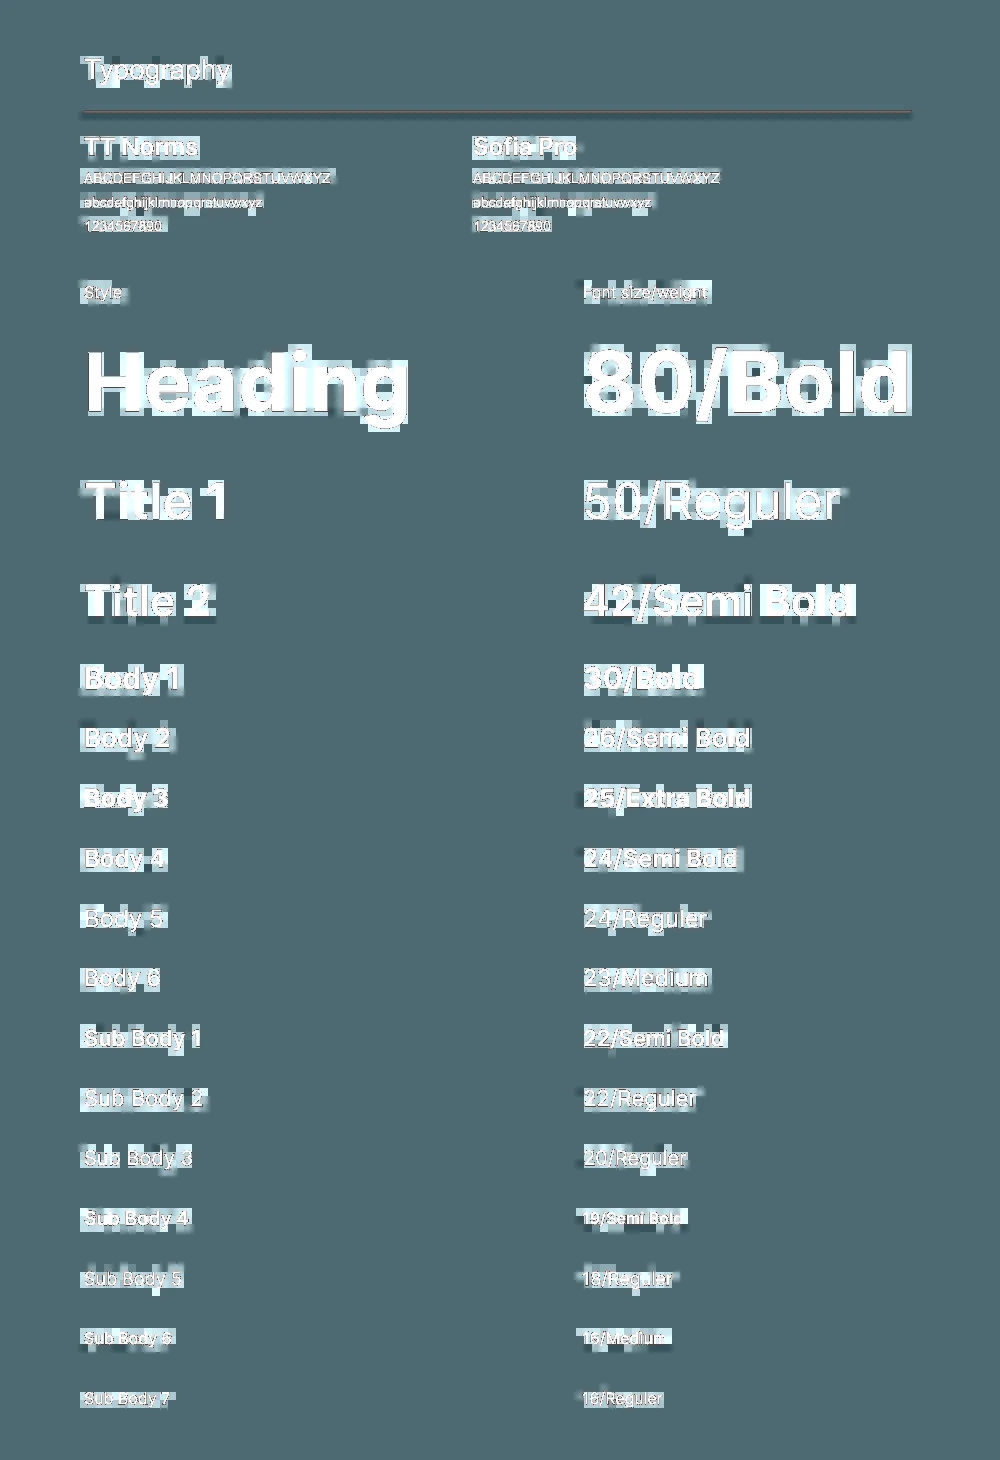 Typography
TT Norms
ABCDEFGHIJKLMNOPQRSTUVWXYZ
abcdefghijklmnopqrstuvwxyz
1234567890
Sofia Pro
ABCDEFGHIJKLMNOPQRSTUVWXYZ
abcdefghijklmnopqrstuvwxyz
1234567890
Style Font size/weight
Heading 80/Bold
Title 1 50/Reguler
Title 2 42/Semi Bold
Body 1 30/Bold
Body 2 26/Semi Bold
Body 3 25/Extra Bold
Body 4 24/Semi Bold
Body 5 24/Reguler
Body 6 23/Medium
Sub Body 1 22/Semi Bold
Sub Body 2 22/Reguler
Sub Body 3 20/Reguler
Sub Body 4 19/Semi Bold
Sub Body 5 18/Reguler
Sub Body 6
Sub Body 7 16/Reguler